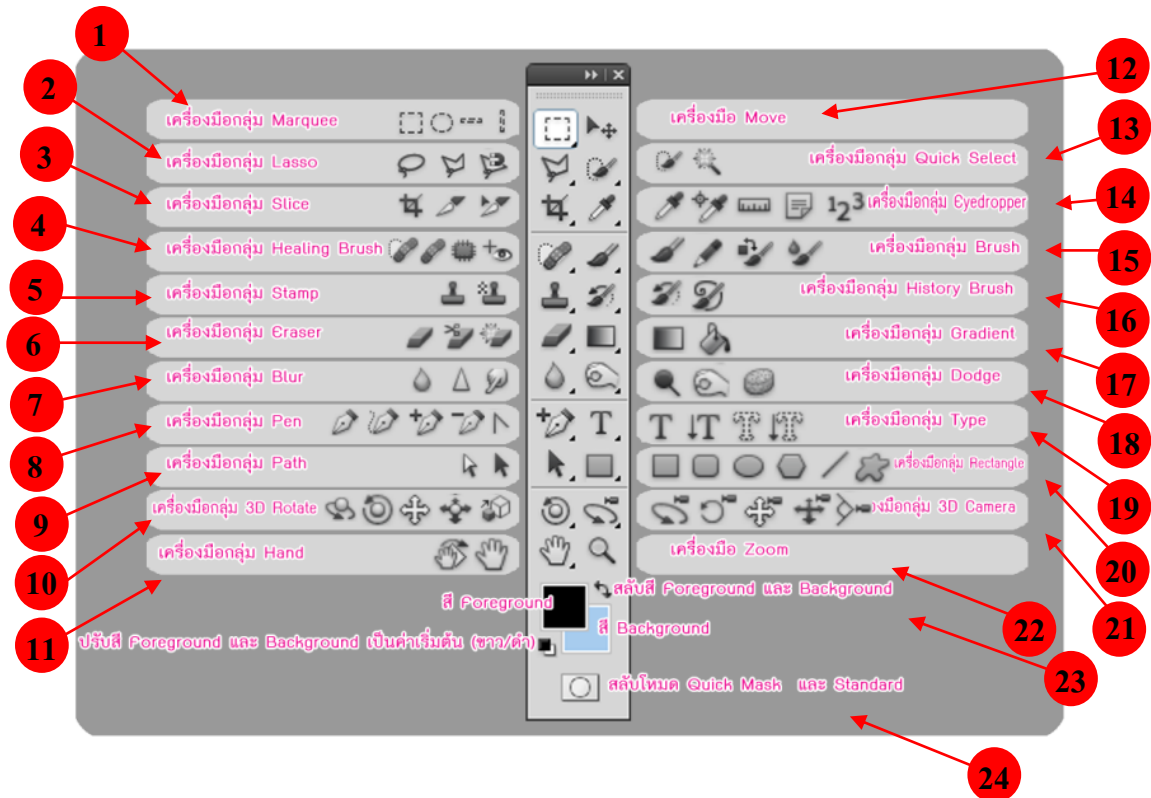 1
2
3
4
5
6
7
8
9
10
11
เครื่องมือกลุ่ม Marquee
เครื่องมือกลุ่ม Lasso
เครื่องมือกลุ่ม Slice
เครื่องมือกลุ่ม Healing Brush
เครื่องมือกลุ่ม Stamp
เครื่องมือกลุ่ม Eraser
เครื่องมือกลุ่ม Blur
เครื่องมือกลุ่ม Pen
เครื่องมือกลุ่ม Path
เครื่องมือกลุ่ม 3D Rotate
เครื่องมือกลุ่ม Hand
เครื่องมือ Move
เครื่องมือกลุ่ม Quick Select
123 เครื่องมือกลุ่ม Eyedropper
เครื่องมือกลุ่ม Brush
เครื่องมือกลุ่ม History Brush
เครื่องมือกลุ่ม Gradient
เครื่องมือกลุ่ม Dodge
T
T T T T เครื่องมือกลุ่ม Type
เครื่องมือกลุ่ม Rectangle
องมือกลุ่ม 3D Camera
เครื่องมือ Zoom
12
13
14
15
16
17
18
19
20
21
22
23
24
สลับสี Foreground และ Background
สี Foreground
สี Background
ปรับสี Foreground และ Background เป็นค่าเริ่มต้น (ขาว/ดำ)
สลับโหมด Quick Mask และ Standard